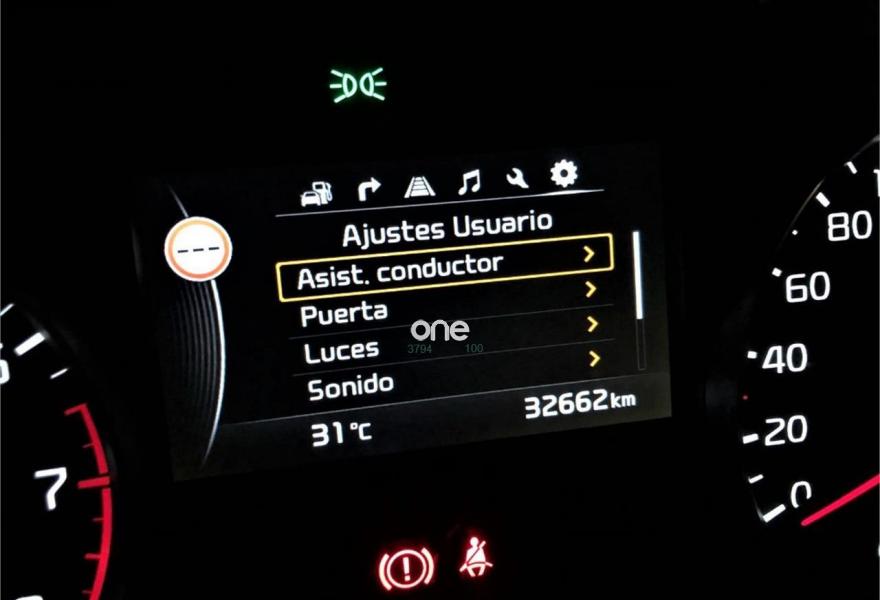 Ajustes Usuario
Asist. conductor
Puerta
Luces
Sonido
one
3794 100
31°C
32662km
7
80
60
40
20
0